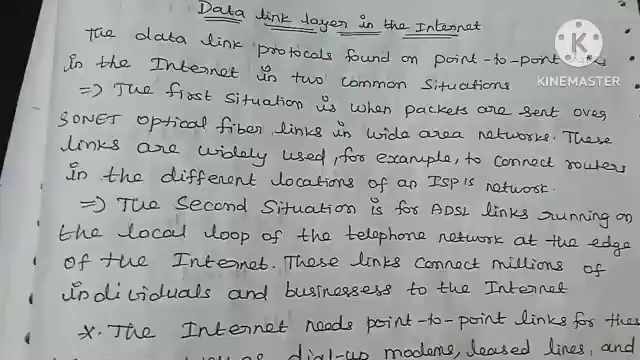 Data link layer in the Internet
The data link protocols found on point-to-point
in the Internet in two common situations
=> The first situation is when packets are sent over
SONET optical fiber links in wide area networks. These
links are widely used, for example, to connect routers
in the different locations of an ISP's network.
=> The Second Situation is for ADSL links running on
the local loop of the telephone network at the edge
of the Internet. These links connect millions of
individuals and businessess to the Internet
x. The Internet needs point-to-point links for these
dial-up modems, leased lines, and
K
KINEMASTER